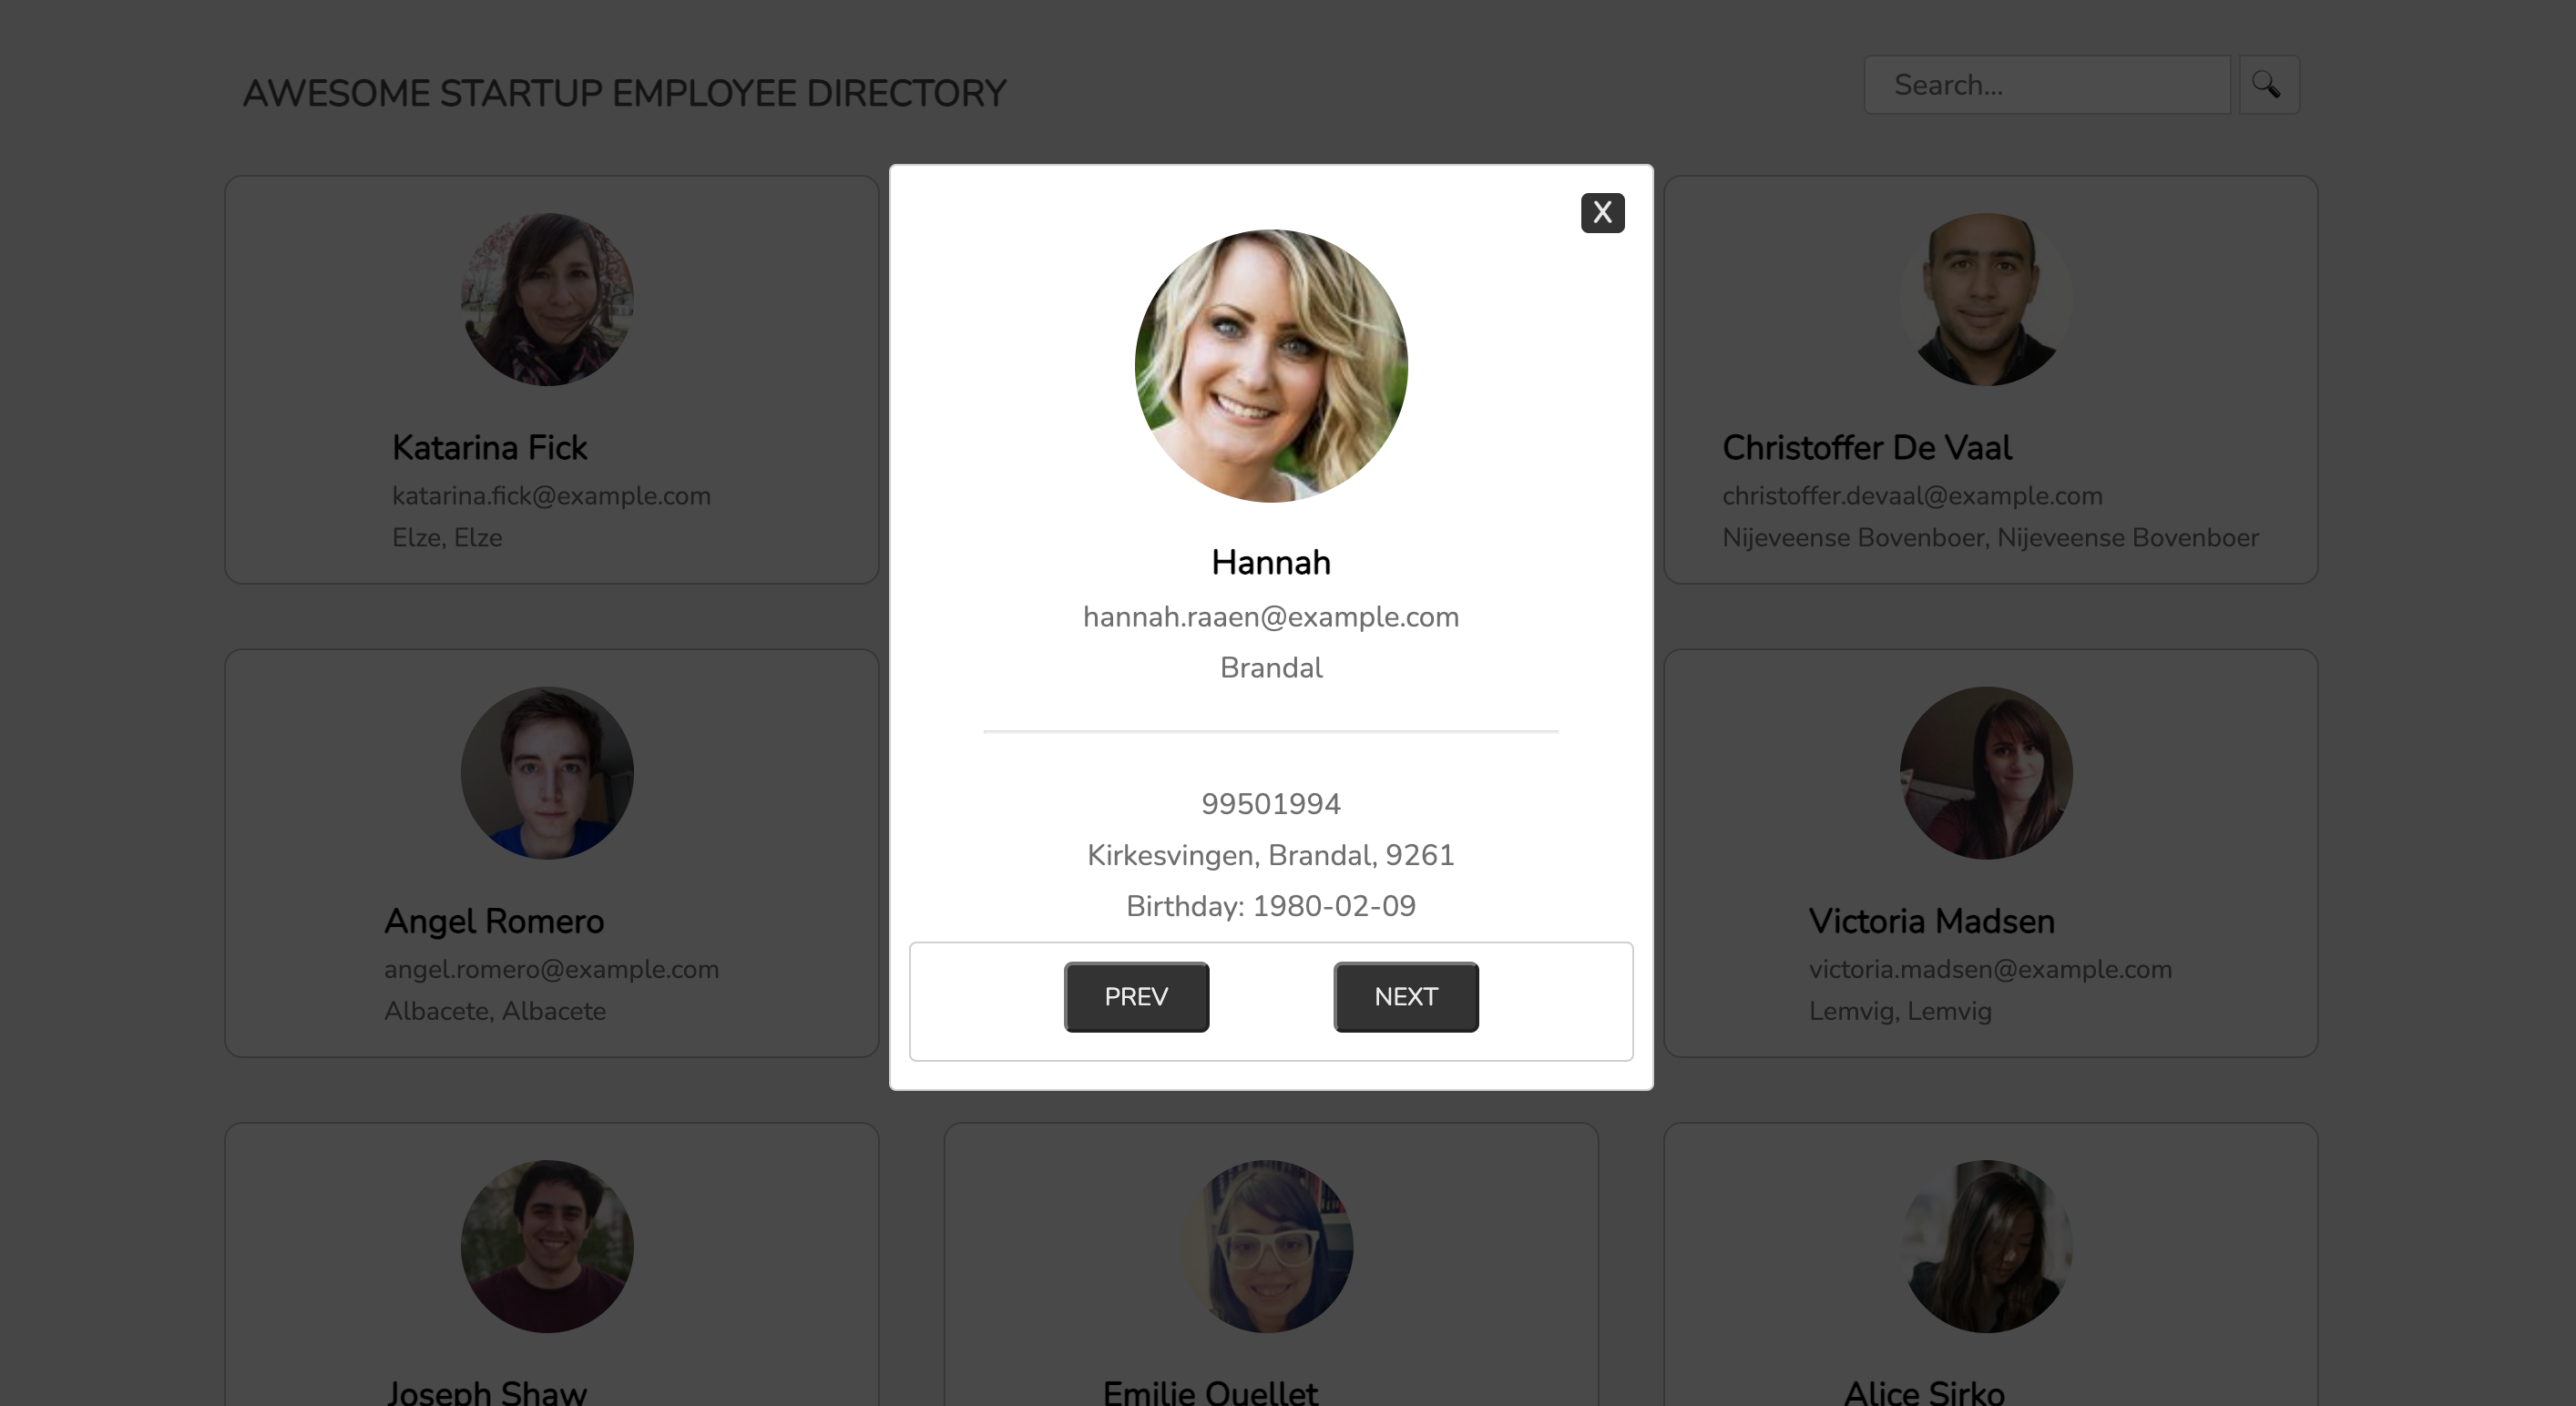 AWESOME STARTUP EMPLOYEE DIRECTORY
Search...
X
Katarina Fick
katarina.fick@example.com
Elze, Elze
Hannah
hannah.raaen@example.com
Brandal
99501994
Kirkesvingen, Brandal, 9261
Birthday: 1980-02-09
PREV
NEXT
Christoffer De Vaal
christoffer.devaal@example.com
Nijeveense Bovenboer, Nijeveense Bovenboer
Angel Romero
angel.romero@example.com
Albacete, Albacete
Victoria Madsen
victoria.madsen@example.com
Lemvig, Lemvig
Joseph Shaw
Emilie Ouellet
Alice Sirko